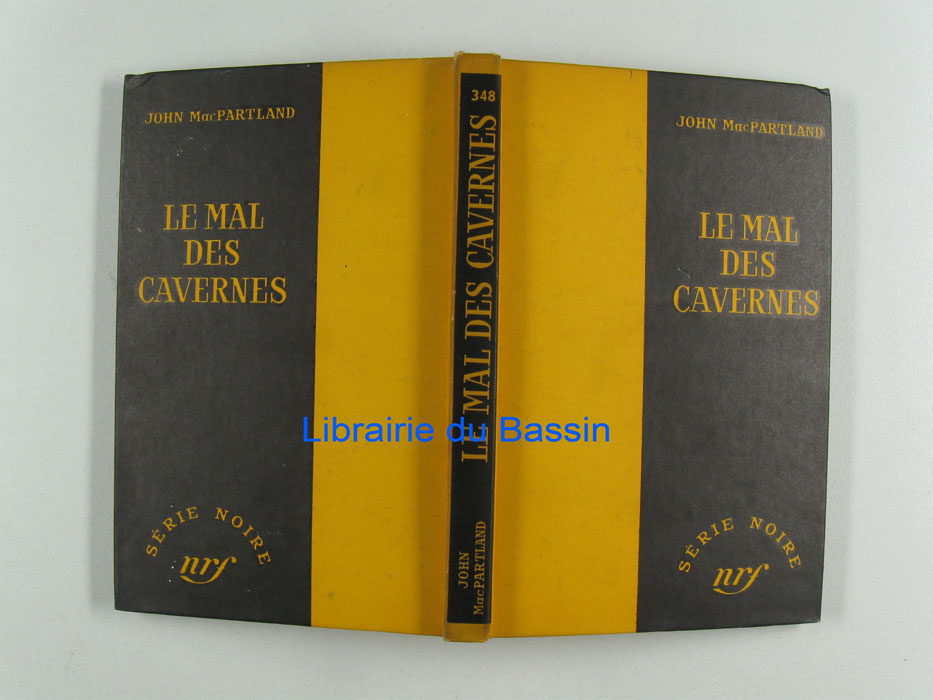 JOHN MacPARTLAND
LE MAL
DES
CAVERNES
SÉRIE NOIRE
nrf
348
LE MAL DES CAVERNES
JOHN
MacPARTLAND
JOHN MacPARTLAND
LE MAL
DES
CAVERNES
SÉRIE NOIRE
nrf
Librairie du Bassin